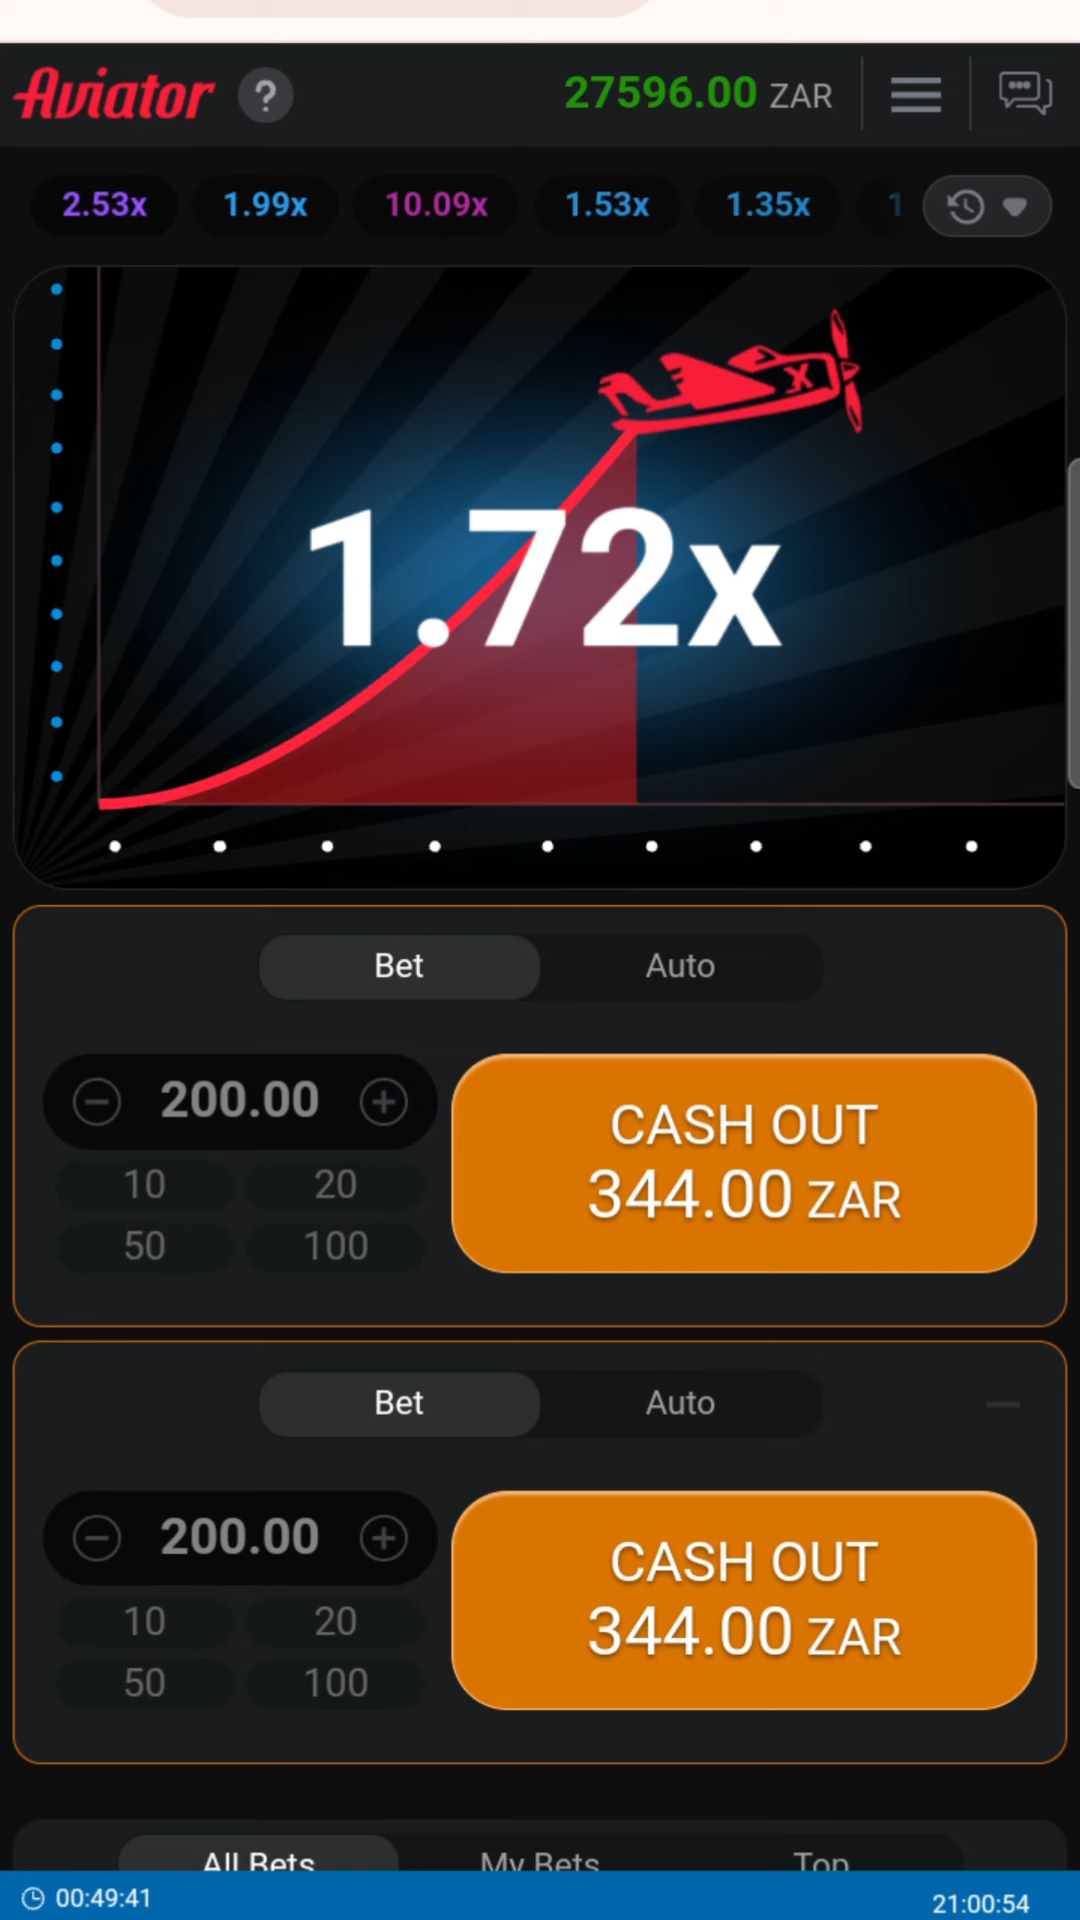 Aviator ? 27596.00 ZAR
2.53x 1.99x 10.09x 1.53x 1.35x 1
X
1.72x
Bet Auto
200.00
10 20
50 100
CASH OUT
344.00 ZAR
Bet Auto
200.00
10 20
50 100
CASH OUT
344.00 ZAR
All Bets My Bets Top
00:49:41 21:00:54